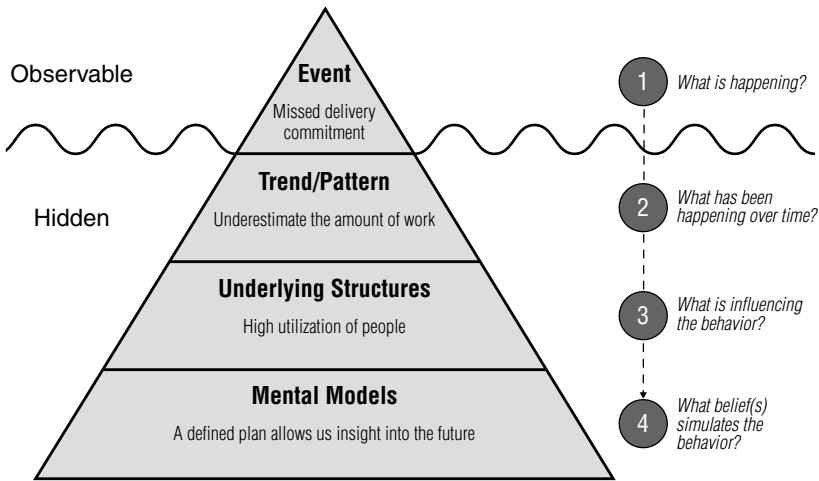 Observable
Event
Missed delivery
commitment
1
What is happening?
Hidden
Trend/Pattern
Underestimate the amount of work
2
What has been
happening over time?
Underlying Structures
High utilization of people
3
What is influencing
the behavior?
Mental Models
A defined plan allows us insight into the future
4
What belief(s)
simulates the
behavior?